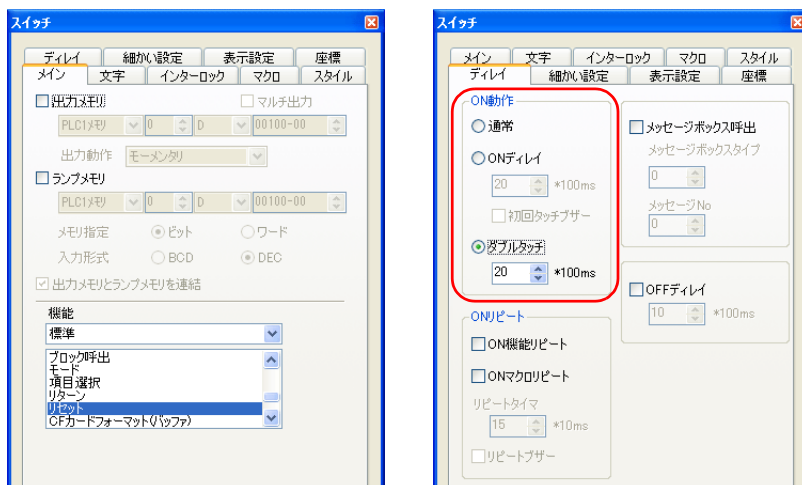 スイッチ
ディレイ 細かい設定 表示設定 座標
メイン 文字 インターロック マクロ スタイル
出力メモリ マルチ出力
PLC1メモリ 0 D 00100-00
出力動作 モーメンタリ
ランプメモリ
PLC1メモリ 0 D 00100-00
メモリ指定 ビット ワード
入力形式 BCD DEC
出力メモリとランプメモリを連結
機能
標準
ブロック呼出
モード
項目選択
リターン
リセット
CFカードフォーマット(バッファ)
スイッチ
メイン 文字 インターロック マクロ スタイル
ディレイ 細かい設定 表示設定 座標
ON動作
通常
ONディレイ
20 *100ms
初回タッチブザー
ダブルタッチ
20 *100ms
ONリピート
ON機能リピート
ONマクロリピート
リピートタイマ
15 *10ms
リピートブザー
メッセージボックス呼出
メッセージボックスタイプ
0
メッセージNo
0
OFFディレイ
10 *100ms